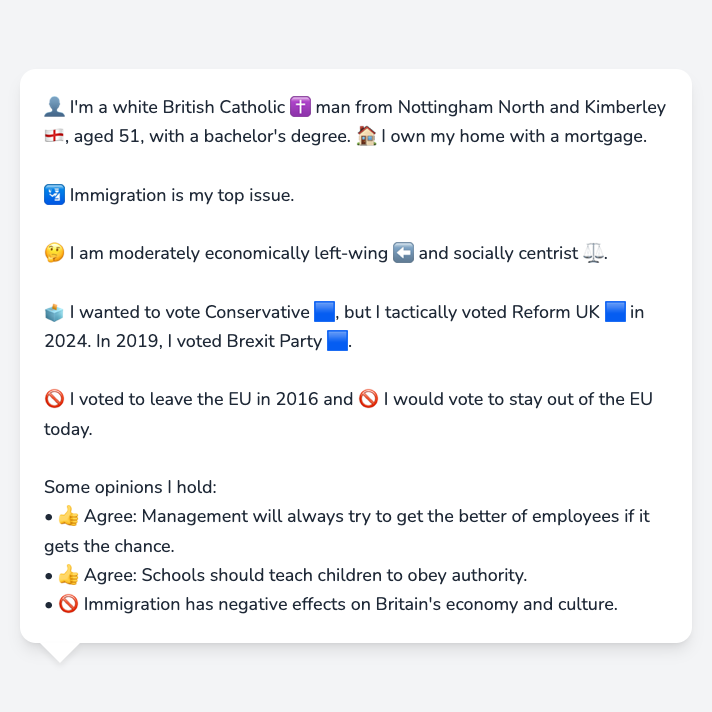 👤 I'm a white British Catholic ✝️ man from Nottingham North and Kimberley
🏴󠁧󠁢󠁥󠁮󠁧󠁿, aged 51, with a bachelor's degree. 🏠 I own my home with a mortgage.
🛂 Immigration is my top issue.
🤔 I am moderately economically left-wing ⬅️ and socially centrist ⚖️.
🗳️ I wanted to vote Conservative 🟦, but I tactically voted Reform UK 🟦 in
2024. In 2019, I voted Brexit Party 🟦.
🚫 I voted to leave the EU in 2016 and 🚫 I would vote to stay out of the EU
today.
Some opinions I hold:
• 👍 Agree: Management will always try to get the better of employees if it
gets the chance.
• 👍 Agree: Schools should teach children to obey authority.
• 🚫 Immigration has negative effects on Britain's economy and culture.